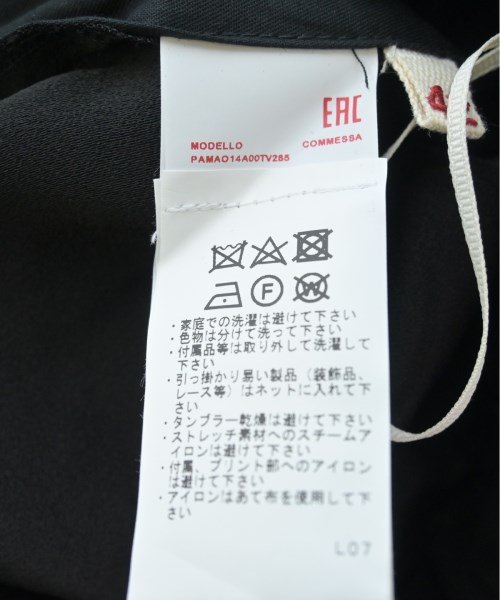 EAC
MODELLO COMMESSA
PAMAO14A00TV285
F W
・家庭での洗濯は避けて下さい
・色物は分けて洗って下さい
・付属品等は取り外して洗濯して
下さい
・引っ掛かり易い製品（装飾品、
レース等）はネットに入れて下
さい
・タンブラー乾燥は避けて下さい
・ストレッチ素材へのスチームア
イロンは避けて下さい
・付属、プリント部へのアイロン
は避けて下さい
・アイロンはあて布を使用して下
さい
L07